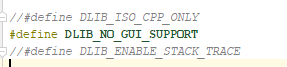 //#define DLIB_ISO_CPP_ONLY
#define DLIB_NO_GUI_SUPPORT
//#define DLIB_ENABLE_STACK_TRACE